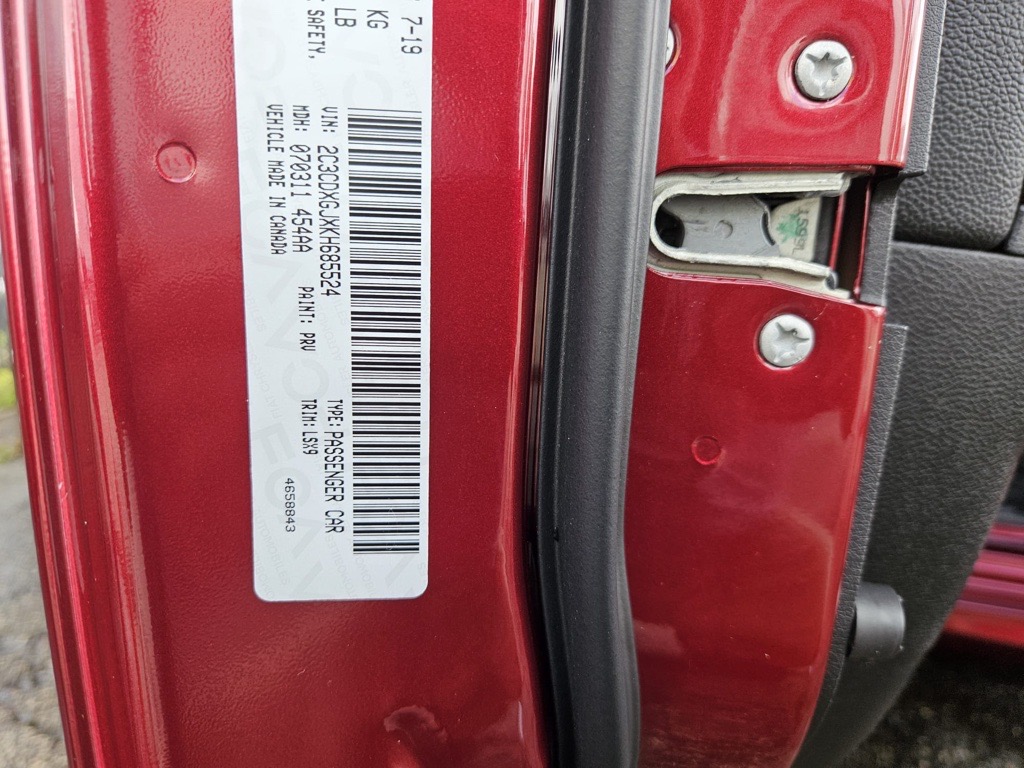 7-19
KG
LB
SAFETY,
VIN: 2C3CDXGJXKH685524 TYPE: PASSENGER CAR
MDH: 070311 454AA PAINT: PRV TRIM: LSX9
VEHICLE MADE IN CANADA
4658843